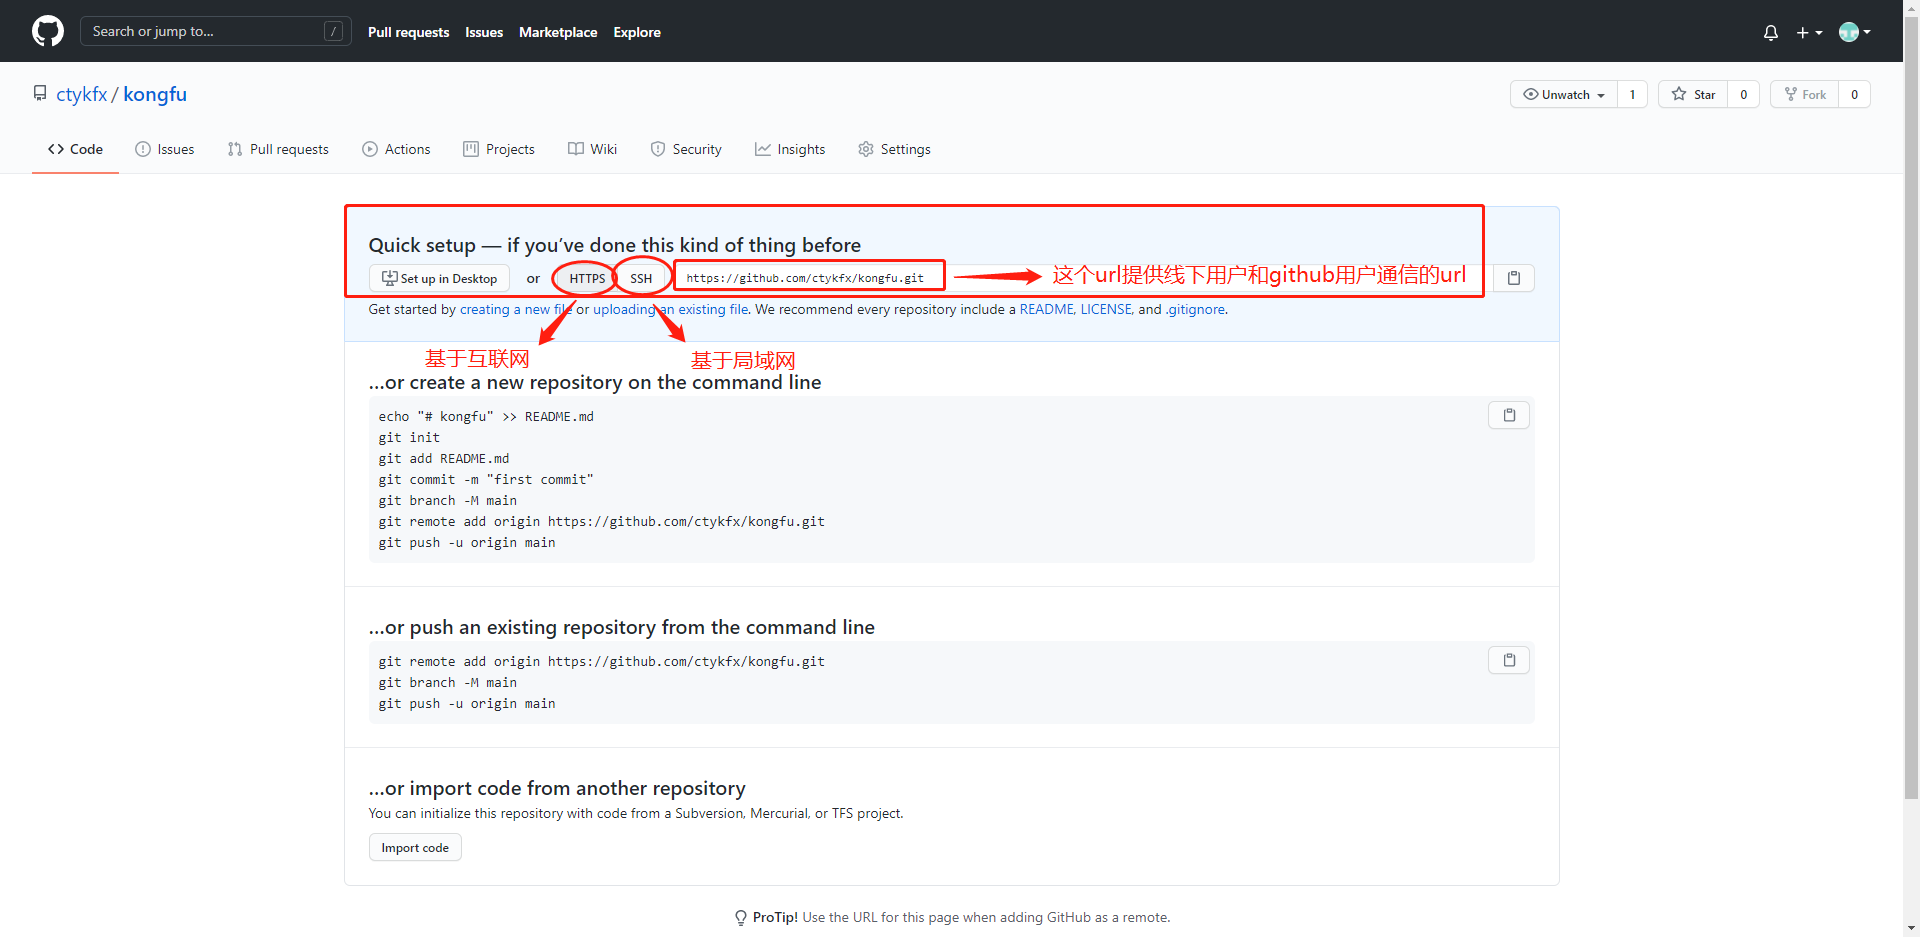 Search or jump to... /
Pull requests Issues Marketplace Explore
ctykfx / kongfu
Unwatch 1 Star 0 Fork 0
Code Issues Pull requests Actions Projects Wiki Security Insights Settings
Quick setup — if you’ve done this kind of thing before
Set up in Desktop or HTTPS SSH https://github.com/ctykfx/kongfu.git 这个url提供线下用户和github用户通信的url
Get started by creating a new file or uploading an existing file. We recommend every repository include a README, LICENSE, and .gitignore.
基于互联网 基于局域网
…or create a new repository on the command line
echo "# kongfu" >> README.md
git init
git add README.md
git commit -m "first commit"
git branch -M main
git remote add origin https://github.com/ctykfx/kongfu.git
git push -u origin main
…or push an existing repository from the command line
git remote add origin https://github.com/ctykfx/kongfu.git
git branch -M main
git push -u origin main
…or import code from another repository
You can initialize this repository with code from a Subversion, Mercurial, or TFS project.
Import code
ProTip! Use the URL for this page when adding GitHub as a remote.